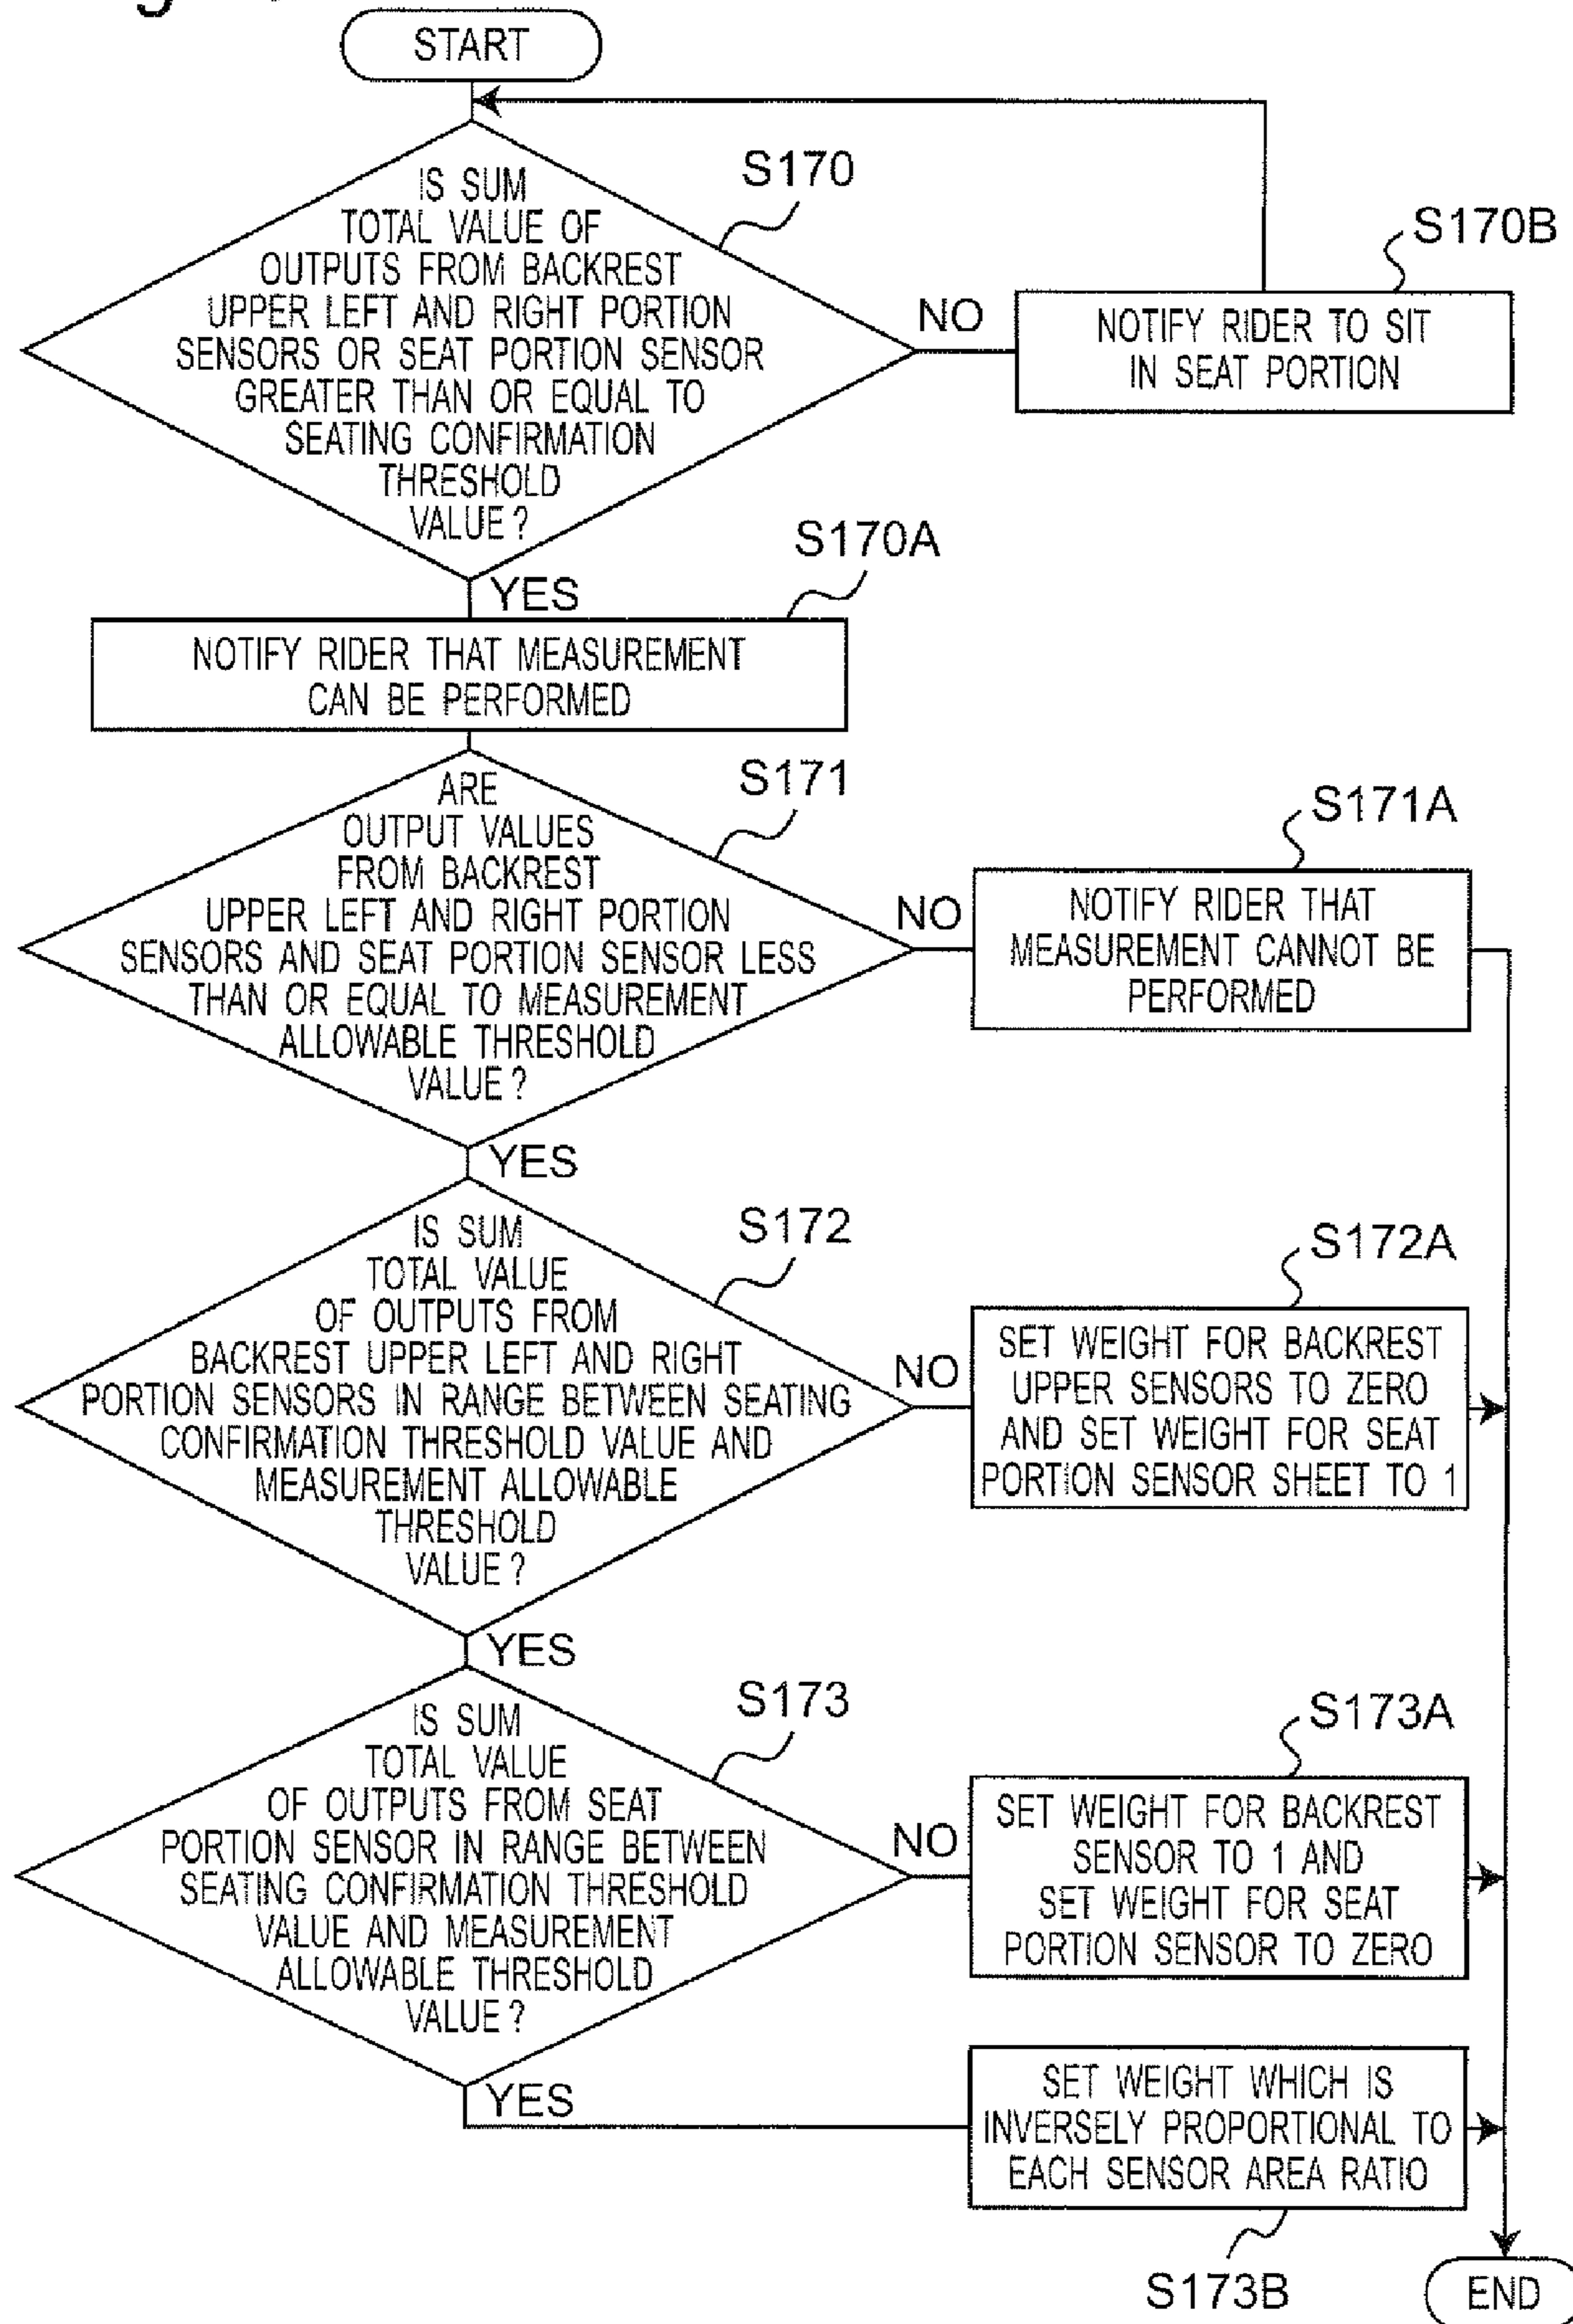 START
IS SUM
TOTAL VALUE OF
OUTPUTS FROM BACKREST
UPPER LEFT AND RIGHT PORTION
SENSORS OR SEAT PORTION SENSOR
GREATER THAN OR EQUAL TO
SEATING CONFIRMATION
THRESHOLD
VALUE?
S170
NO
S170B
NOTIFY RIDER TO SIT
IN SEAT PORTION
YES
S170A
NOTIFY RIDER THAT MEASUREMENT
CAN BE PERFORMED
ARE
OUTPUT VALUES
FROM BACKREST
UPPER LEFT AND RIGHT PORTION
SENSORS AND SEAT PORTION SENSOR LESS
THAN OR EQUAL TO MEASUREMENT
ALLOWABLE THRESHOLD
VALUE?
S171
NO
S171A
NOTIFY RIDER THAT
MEASUREMENT CANNOT BE
PERFORMED
YES
IS SUM
TOTAL VALUE
OF OUTPUTS FROM
BACKREST UPPER LEFT AND RIGHT
PORTION SENSORS IN RANGE BETWEEN SEATING
CONFIRMATION THRESHOLD VALUE AND
MEASUREMENT ALLOWABLE
THRESHOLD
VALUE?
S172
NO
S172A
SET WEIGHT FOR BACKREST
UPPER SENSORS TO ZERO
AND SET WEIGHT FOR SEAT
PORTION SENSOR SHEET TO 1
YES
IS SUM
TOTAL VALUE
OF OUTPUTS FROM SEAT
PORTION SENSOR IN RANGE BETWEEN
SEATING CONFIRMATION THRESHOLD
VALUE AND MEASUREMENT
ALLOWABLE THRESHOLD
VALUE?
S173
NO
S173A
SET WEIGHT FOR BACKREST
SENSOR TO 1 AND
SET WEIGHT FOR SEAT
PORTION SENSOR TO ZERO
YES
SET WEIGHT WHICH IS
INVERSELY PROPORTIONAL TO
EACH SENSOR AREA RATIO
S173B
END